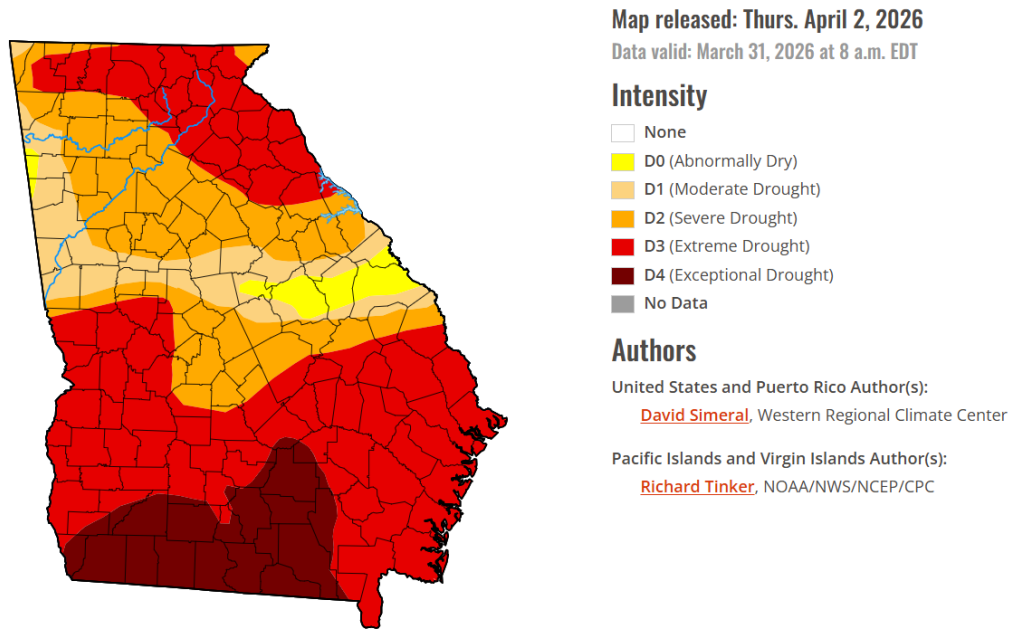 Map released: Thurs. April 2, 2026
Data valid: March 31, 2026 at 8 a.m. EDT
Intensity
None
D0 (Abnormally Dry)
D1 (Moderate Drought)
D2 (Severe Drought)
D3 (Extreme Drought)
D4 (Exceptional Drought)
No Data
Authors
United States and Puerto Rico Author(s):
David Simeral, Western Regional Climate Center
Pacific Islands and Virgin Islands Author(s):
Richard Tinker, NOAA/NWS/NCEP/CPC